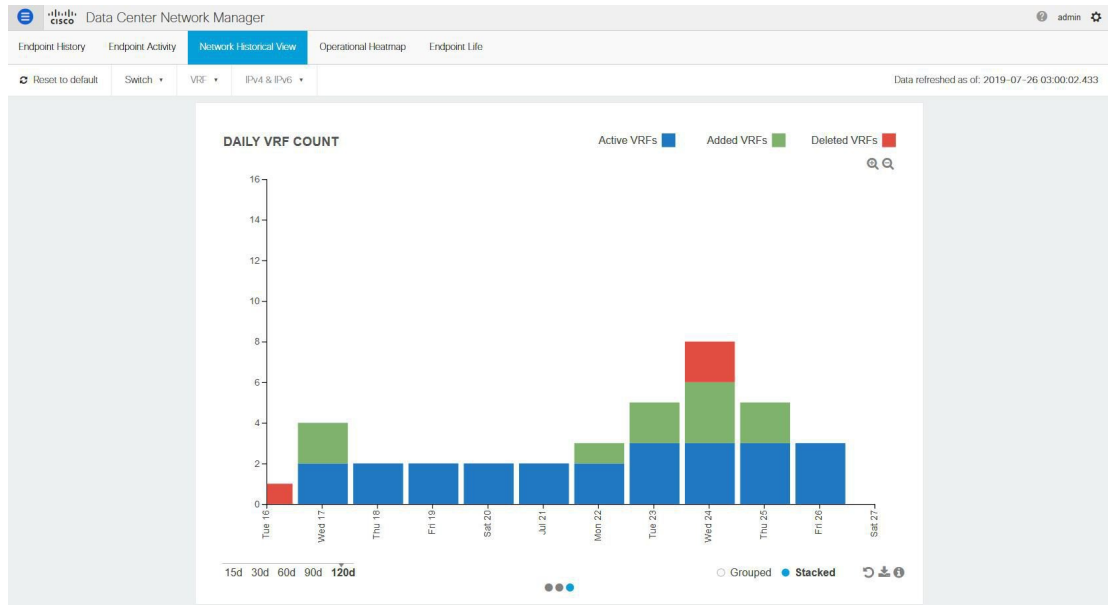 cisco Data Center Network Manager
admin
Endpoint History Endpoint Activity Network Historical View Operational Heatmap Endpoint Life
Reset to default Switch VRF IPv4 & IPv6 Data refreshed as of: 2019-07-26 03:00:02.433
DAILY VRF COUNT
Active VRFs Added VRFs Deleted VRFs
16
14
12
10
8
6
4
2
0
Tue 16 Wed 17 Thu 18 Fri 19 Sat 20 Jul 21 Mon 22 Tue 23 Wed 24 Thu 25 Fri 26 Sat 27
15d 30d 60d 90d 120d Grouped Stacked